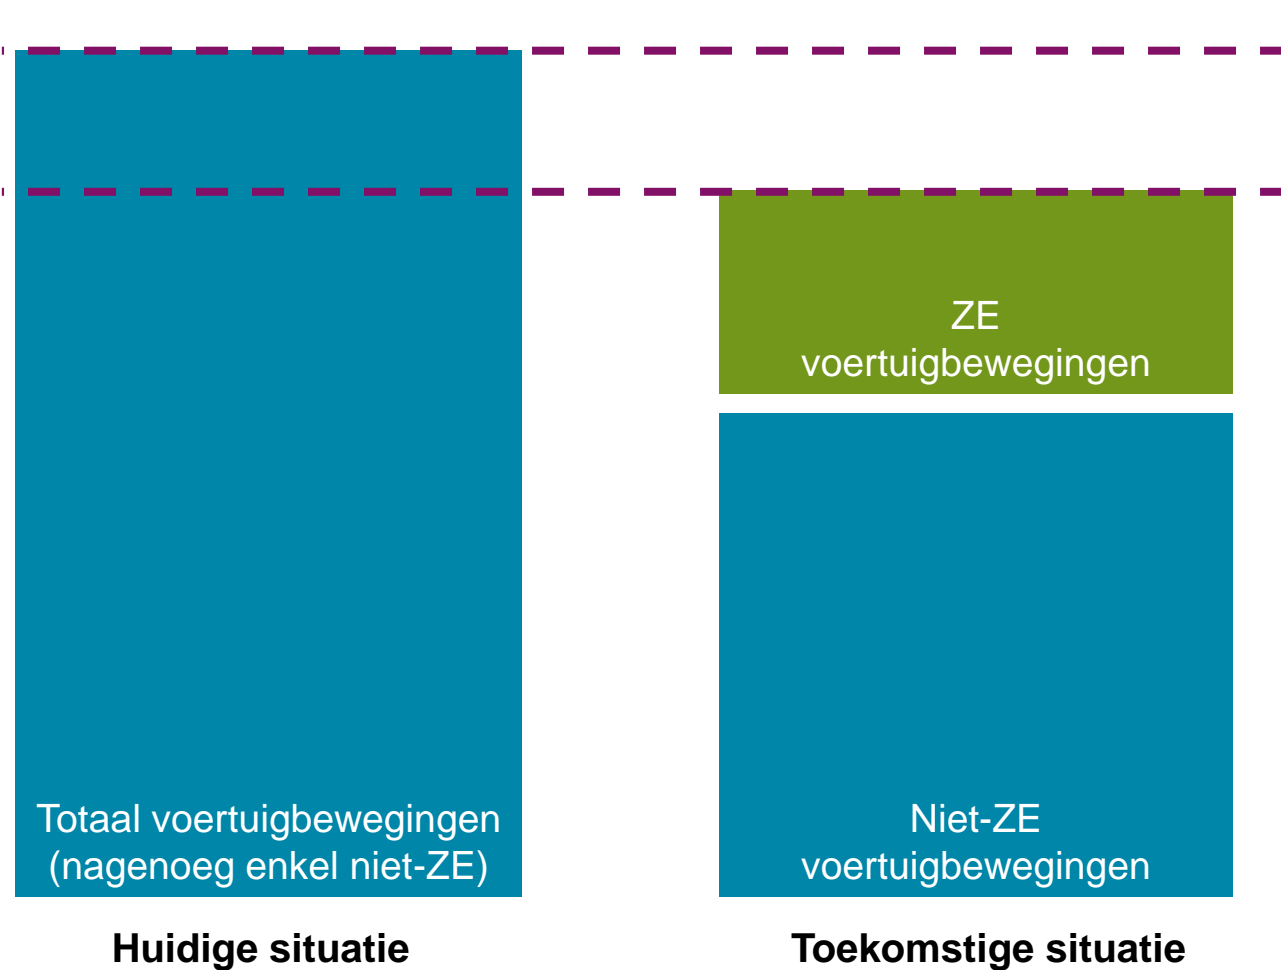 ZE
voertuigbewegingen
Totaal voertuigbewegingen
(nagenoeg enkel niet-ZE)
Niet-ZE
voertuigbewegingen
Huidige situatie
Toekomstige situatie